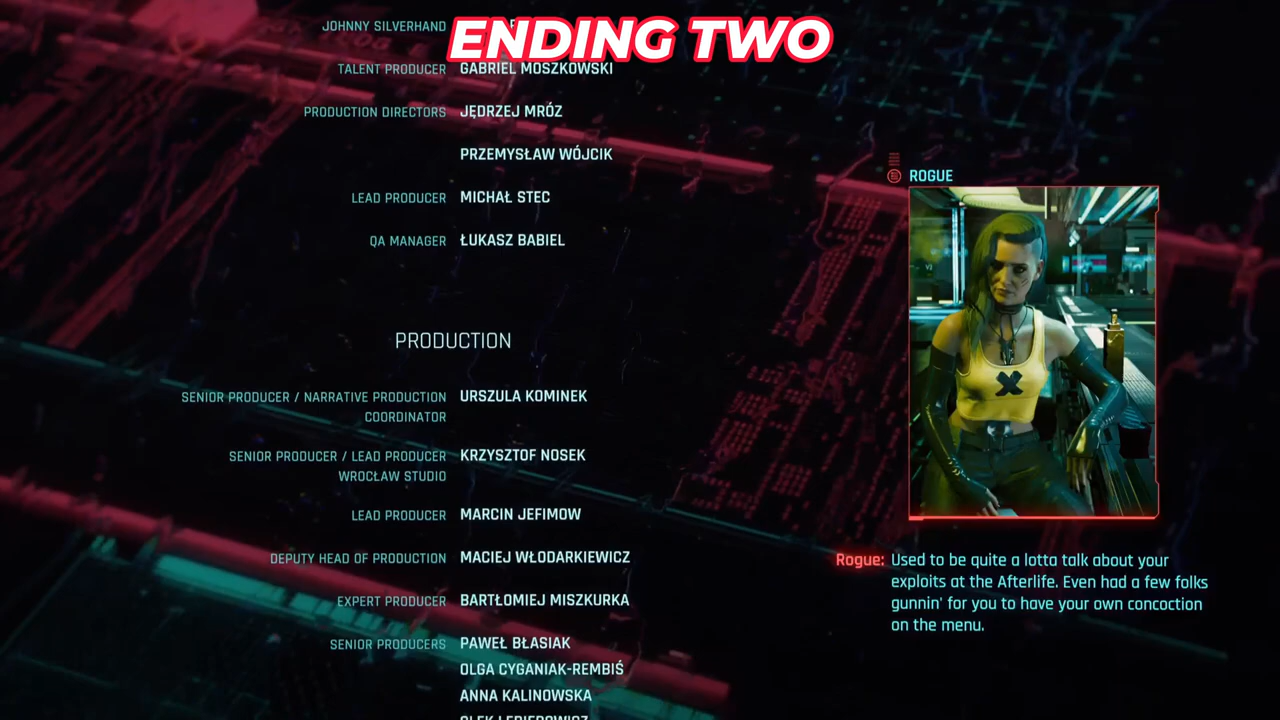 ENDING TWO
JOHNNY SILVERHAND
TALENT PRODUCER GABRIEL MOSZKOWSKI
PRODUCTION DIRECTORS JĘDRZEJ MRÓZ
PRZEMYSŁAW WÓJCIK
LEAD PRODUCER MICHAŁ STEC
QA MANAGER ŁUKASZ BABIEL
PRODUCTION
SENIOR PRODUCER / NARRATIVE PRODUCTION URSZULA KOMINEK
COORDINATOR
SENIOR PRODUCER / LEAD PRODUCER KRZYSZTOF NOSEK
WROCŁAW STUDIO
LEAD PRODUCER MARCIN JEFIMOW
DEPUTY HEAD OF PRODUCTION MACIEJ WŁODARKIEWICZ
EXPERT PRODUCER BARTŁOMIEJ MISZKURKA
SENIOR PRODUCERS PAWEŁ BŁASIAK
OLGA CYGANIAK-REMBIŚ
ANNA KALINOWSKA
ROGUE
Rogue: Used to be quite a lotta talk about your
exploits at the Afterlife. Even had a few folks
gunnin' for you to have your own concoction
on the menu.